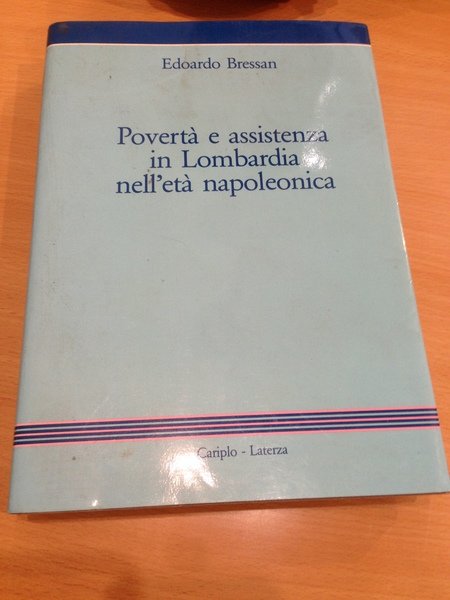 Edoardo Bressan
Povertà e assistenza
in Lombardia
nell'età napoleonica
Cariplo - Laterza